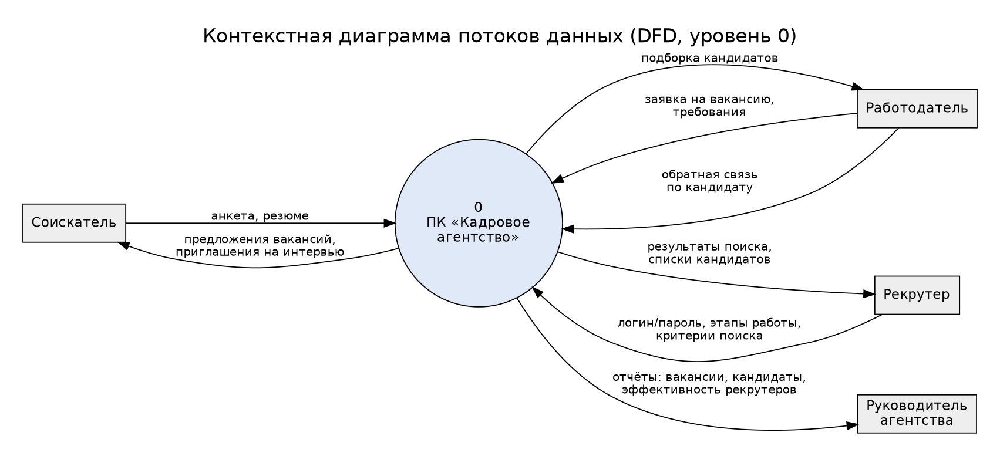 Контекстная диаграмма потоков данных (DFD, уровень 0)
подборка кандидатов
заявка на вакансию,
требования
Работодатель
обратная связь
по кандидату
0
ПК «Кадровое
агентство»
Соискатель
анкета, резюме
предложения вакансий,
приглашения на интервью
результаты поиска,
списки кандидатов
Рекрутер
логин/пароль, этапы работы,
критерии поиска
отчёты: вакансии, кандидаты,
эффективность рекрутеров
Руководитель
агентства